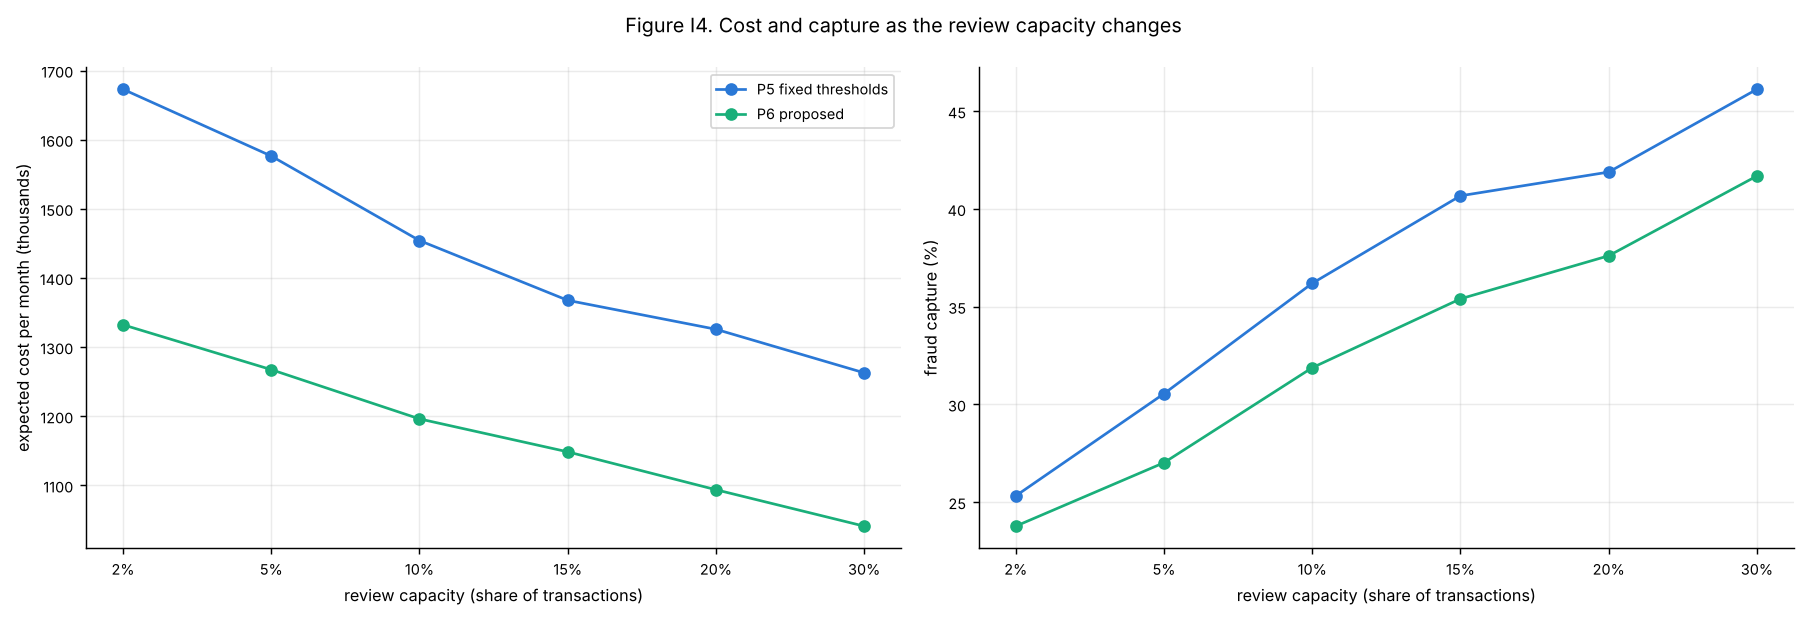 Figure I4. Cost and capture as the review capacity changes
expected cost per month (thousands)
1700
1600
1500
1400
1300
1200
1100
P5 fixed thresholds
P6 proposed
2% 5% 10% 15% 20% 30%
review capacity (share of transactions)
fraud capture (%)
45
40
35
30
25
2% 5% 10% 15% 20% 30%
review capacity (share of transactions)